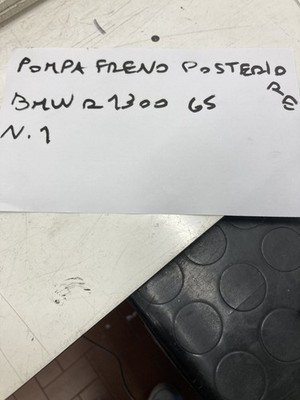 POMPA FRENO POSTERIORE
BMW R1300 GS
N.1